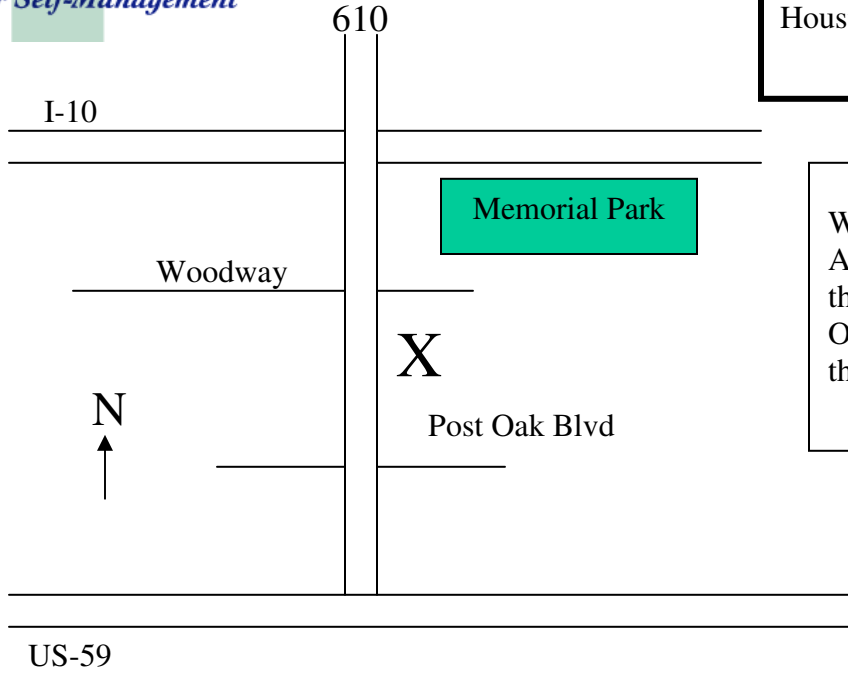 Self-Management
610
Hous
I-10
Memorial Park
W
A
th
O
th
Woodway
X
N
Post Oak Blvd
US-59